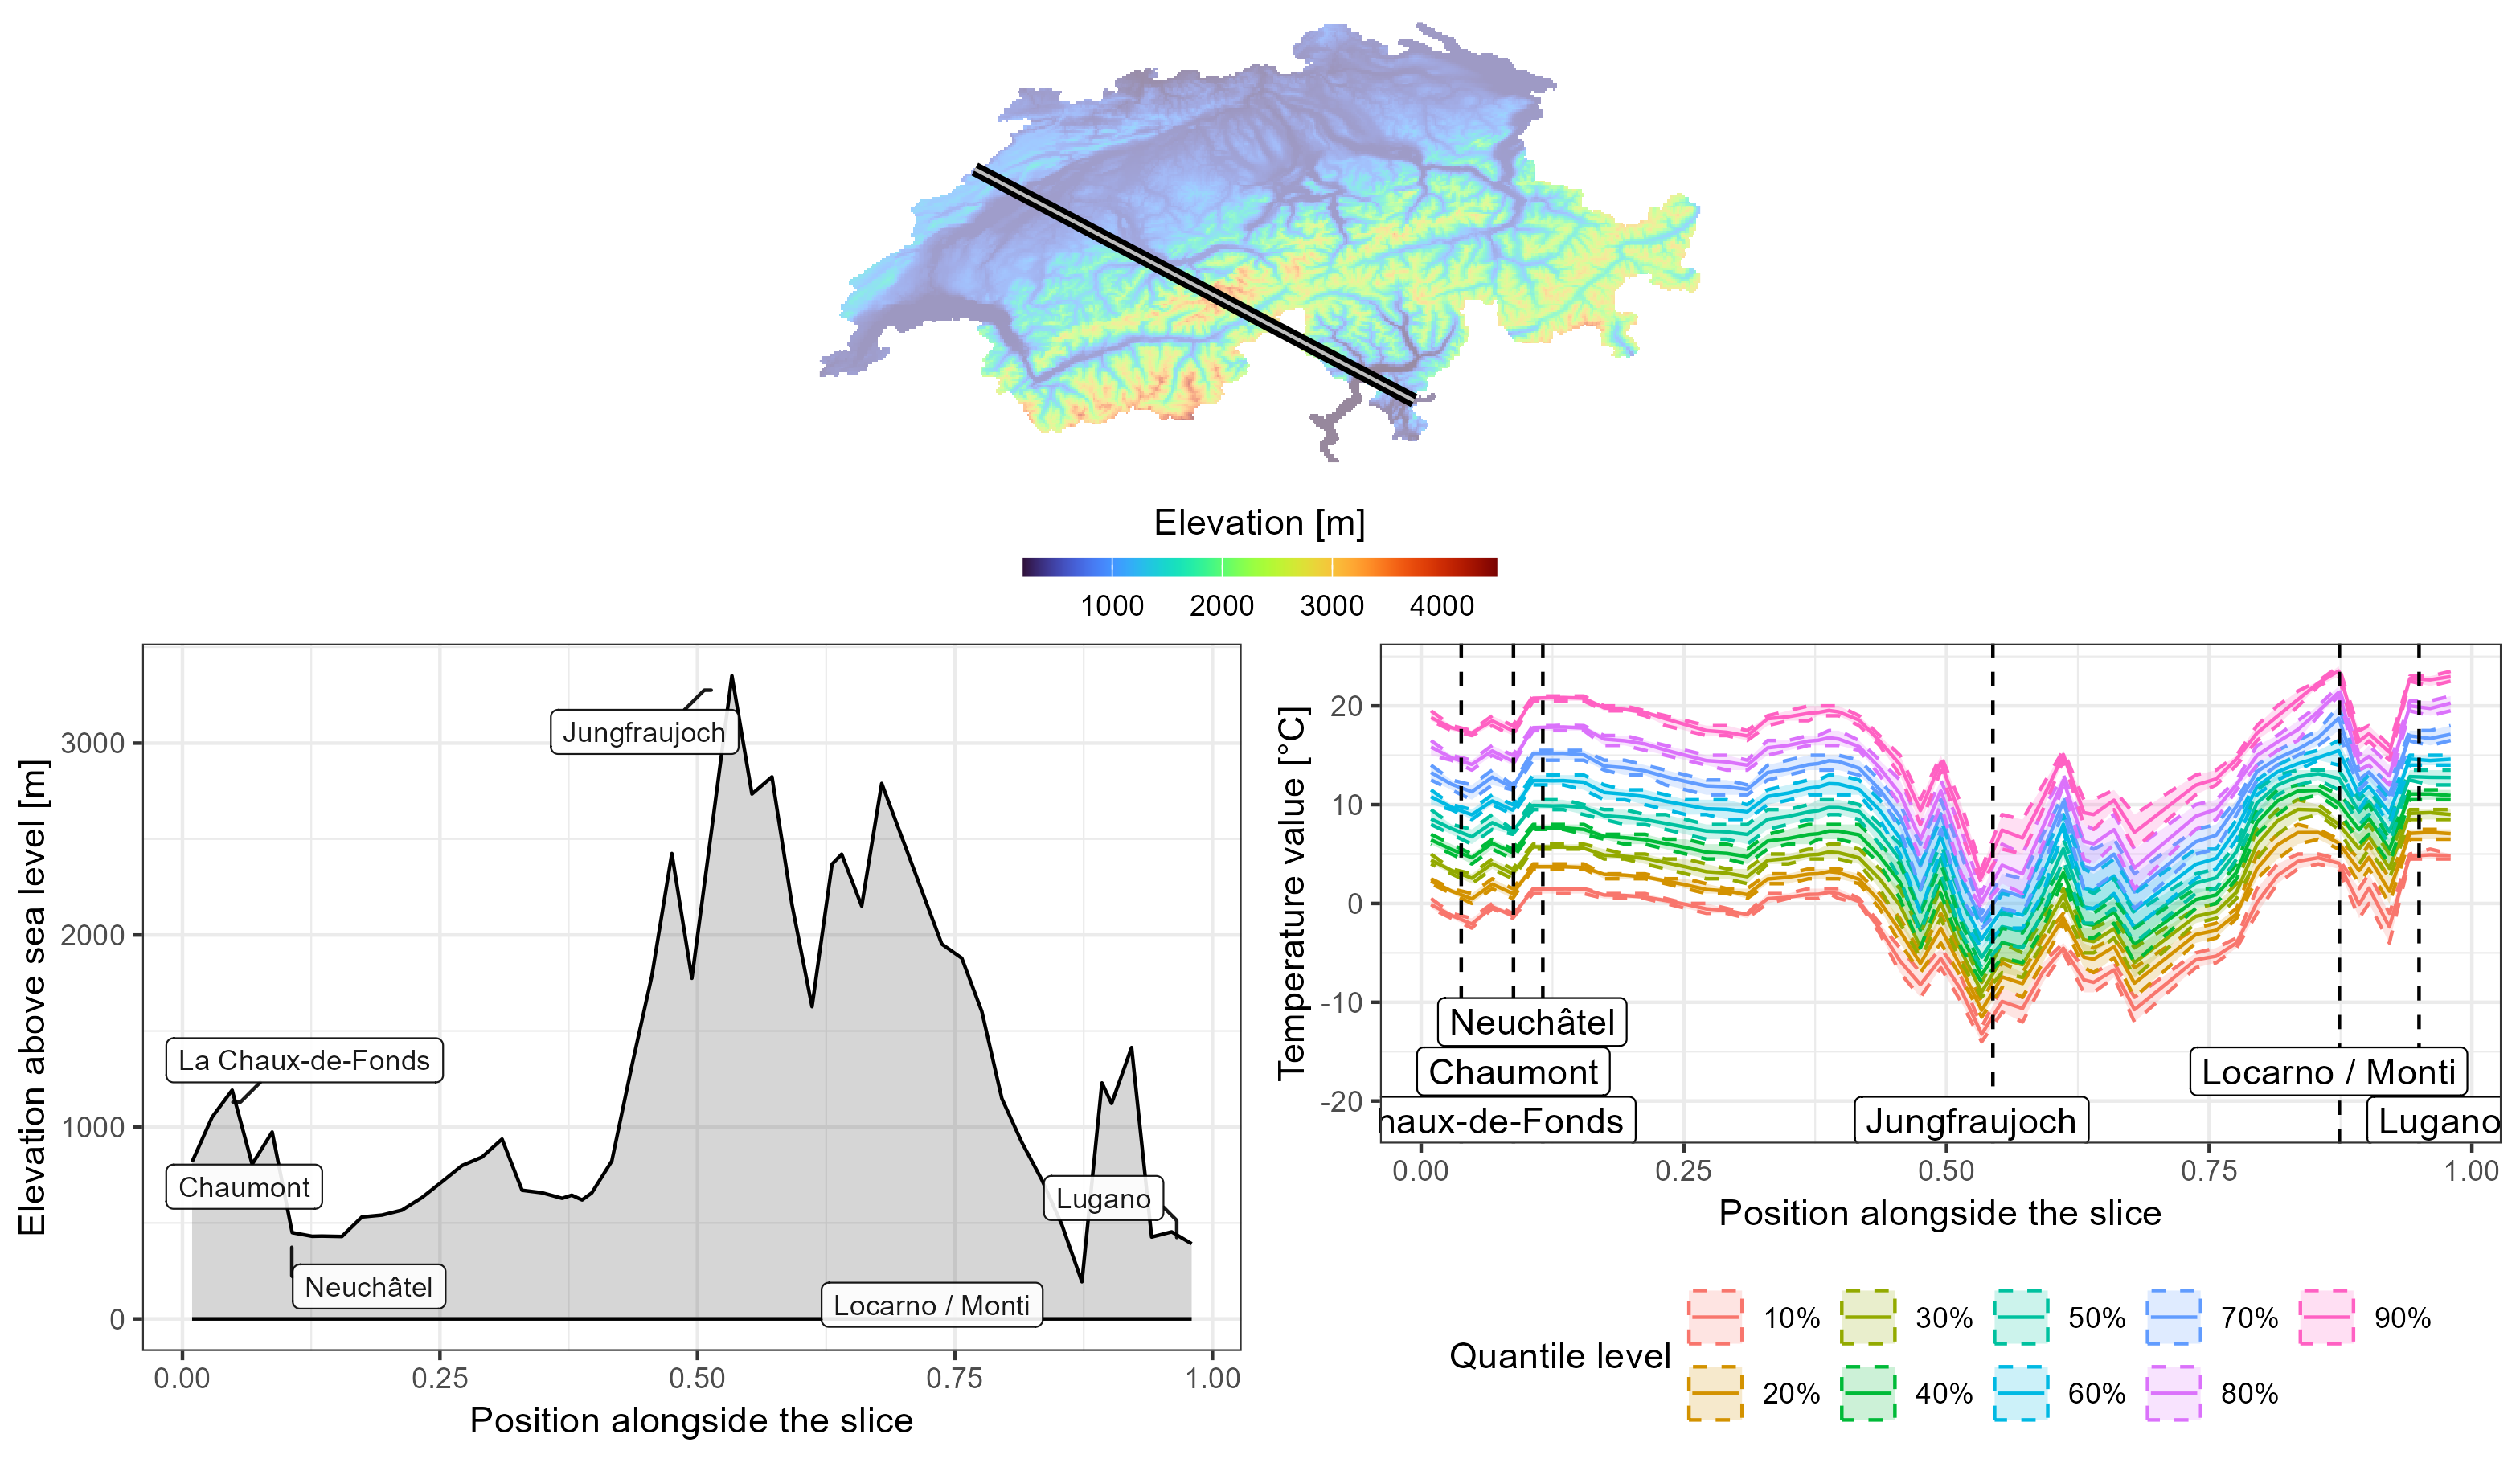 Elevation [m]
1000 2000 3000 4000
Elevation above sea level [m]
3000
2000
1000
0
Jungfraujoch
La Chaux-de-Fonds
Chaumont
Neuchâtel
Lugano
Locarno / Monti
0.00 0.25 0.50 0.75 1.00
Position alongside the slice
Temperature value [°C]
20
10
0
-10
-20
Neuchâtel
Chaumont
haux-de-Fonds
Jungfraujoch
Locarno / Monti
Lugano
0.00 0.25 0.50 0.75 1.00
Position alongside the slice
Quantile level
10% 30% 50% 70% 90%
20% 40% 60% 80%